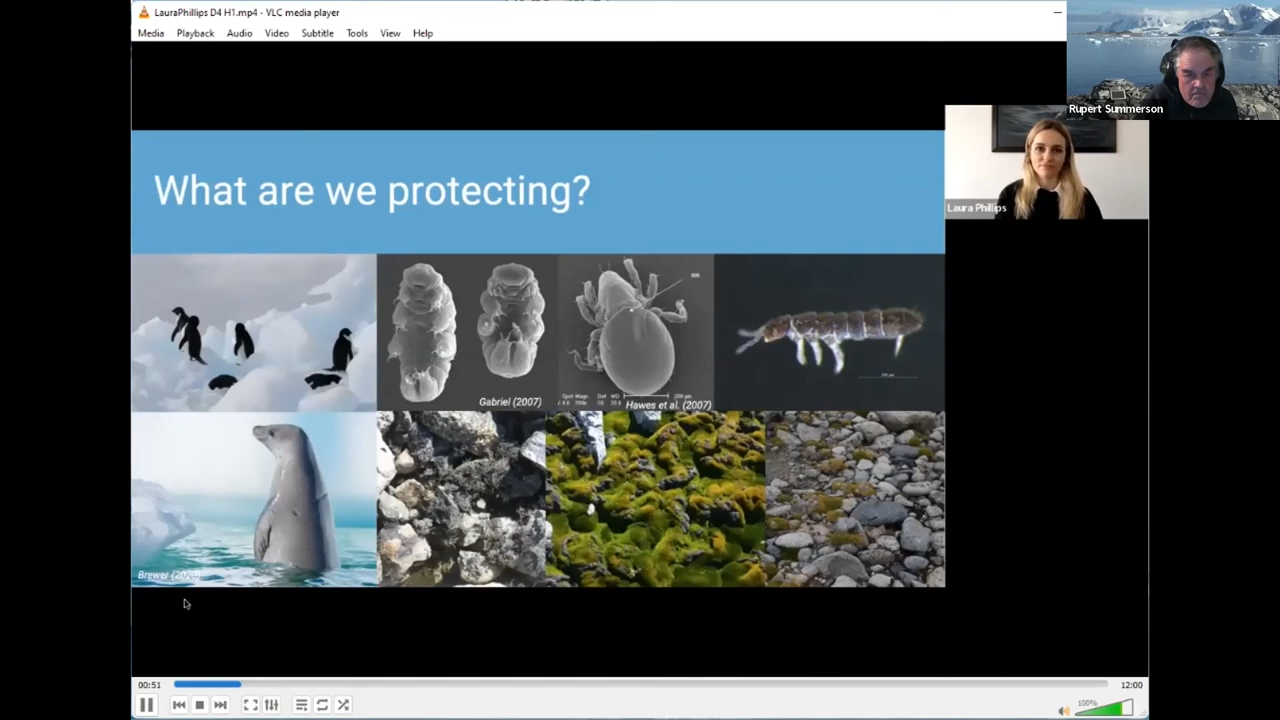 LauraPhillips D4 H1.mp4 - VLC media player
Media Playback Audio Video Subtitle Tools View Help
Rupert Summerson
Laura Phillips
What are we protecting?
Gabriel (2007)
Hawes et al. (2007)
Brewer (2020)
00:51
12:00
100%